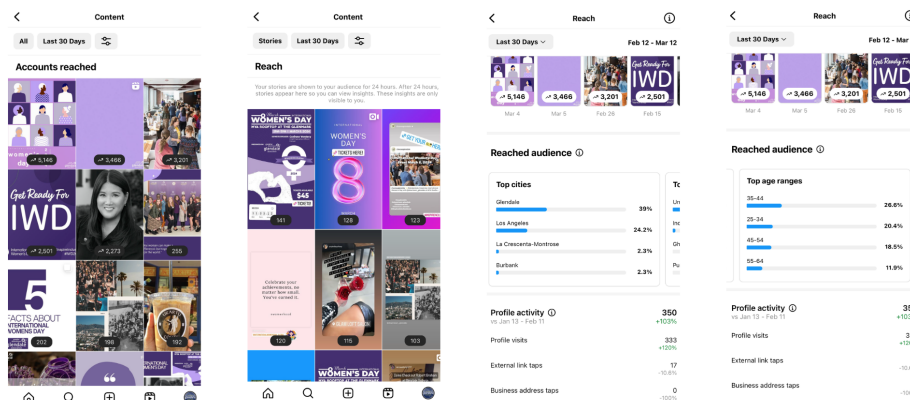 Content
All
Last 30 Days
Accounts reached
5,146
3,466
3,201
Get Ready For
IWD
2,501
2,273
255
5
FACTS ABOUT
INTERNATIONAL
WOMENS DAY
202
196
192
Content
Stories
Last 30 Days
Reach
Your stories are shown to your audience for 24 hours. After 24 hours,
stories appear here so you can view insights. These insights are only
visible to you.
WOMEN'S DAY
$45
141
WOMEN'S
DAY
8
128
123
Celebrate your
achievements, no
matter how small.
You've earned it.
120
115
103
WOMEN'S DAY
Reach
Last 30 Days
Feb 12 - Mar 12
5,146
3,466
3,201
Get Ready For
IWD
2,501
Mar 4
Mar 5
Feb 26
Feb 15
Reached audience
Top cities
Glendale
39%
Los Angeles
24.2%
La Crescenta-Montrose
2.3%
Burbank
2.3%
Profile activity
350
vs Jan 13 - Feb 11
+103%
Profile visits
333
+120%
External link taps
17
-10.6%
Business address taps
0
-100%
Reach
Last 30 Days
Feb 12 - Mar
5,146
3,466
3,201
Get Ready For
IWD
2,501
Mar 4
Mar 5
Feb 26
Feb 15
Reached audience
Top age ranges
35-44
26.6%
25-34
20.4%
45-54
18.5%
55-64
11.9%
Profile activity
vs Jan 13 - Feb 11
Profile visits
External link taps
Business address taps